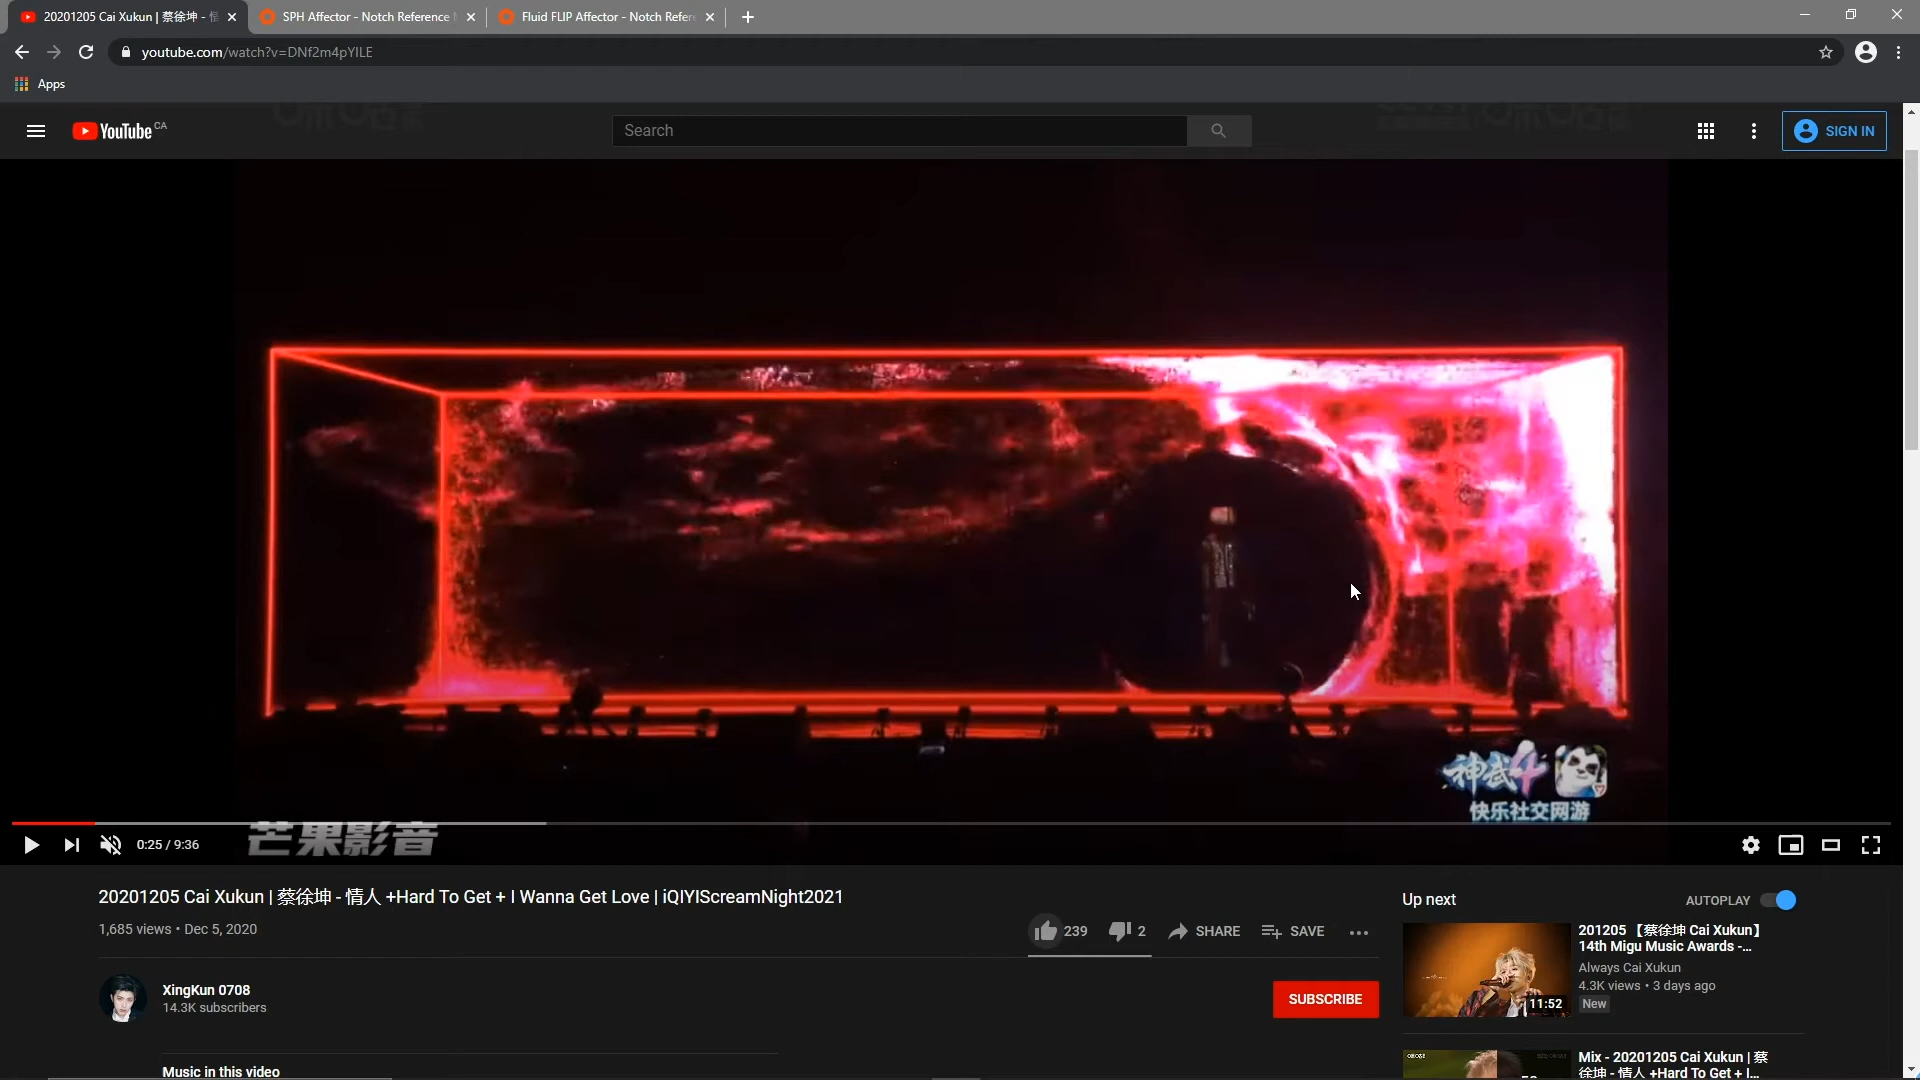 20201205 Cai Xukun | 蔡徐坤 - 情
SPH Affector - Notch Reference
Fluid FLIP Affector - Notch Refere
youtube.com/watch?v=DNf2m4pYILE
Apps
YouTube CA
Search
SIGN IN
神武4
快乐社交网游
0:25 / 9:36
芒果影音
20201205 Cai Xukun | 蔡徐坤 - 情人 +Hard To Get + I Wanna Get Love | iQIYIScreamNight2021
1,685 views • Dec 5, 2020
239
2
SHARE
SAVE
XingKun 0708
14.3K subscribers
SUBSCRIBE
Music in this video
Up next
AUTOPLAY
201205 【蔡徐坤 Cai Xukun】
14th Migu Music Awards -...
Always Cai Xukun
4.3K views • 3 days ago
New
11:52
Mix - 20201205 Cai Xukun | 蔡
徐坤 - 情人 +Hard To Get + I...